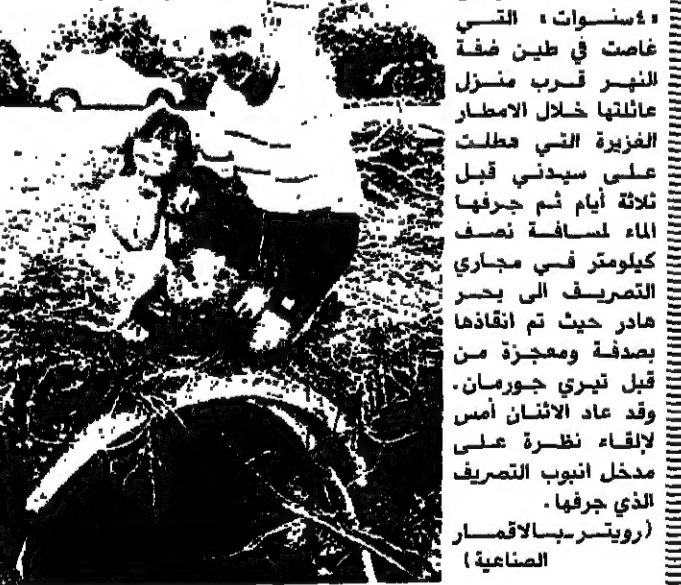 «٤سنوات» التي
غاصت في طين ضفة
النهر قرب منزل
عائلتها خلال الامطار
الغزيرة التي هطلت
على سيدني قبل
ثلاثة أيام ثم جرفها
الماء لمسافة نصف
كيلومتر في مجاري
التصريف الى بحر
هادر حيث تم انقاذها
بصدفة ومعجزة من
قبل تيري جورمان.
وقد عاد الاثنان أمس
لإلقاء نظرة على
مدخل انبوب التصريف
الذي جرفها.
(رويتر-بالاقمار
الصناعية)